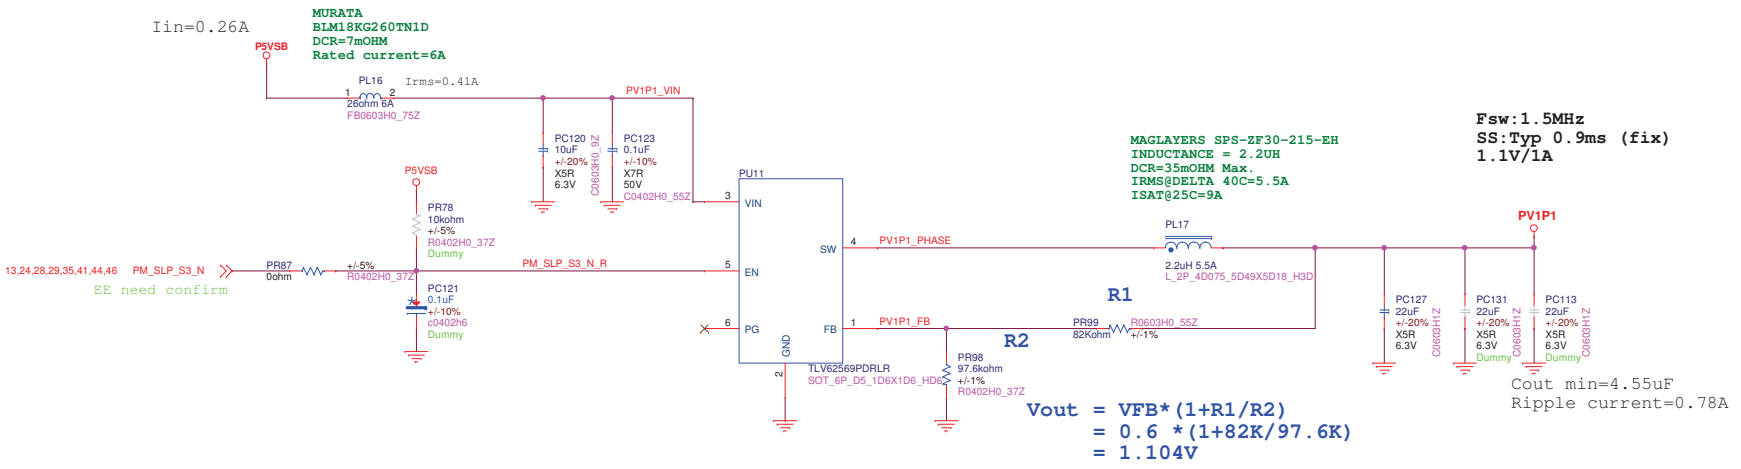 Iin=0.26A
MURATA
BLM18KG260TN1D
DCR=7mOHM
Rated current=6A
P5VSB
PL16
Irms=0.41A
1
2
26ohm 6A
FB0603H0_75Z
PV1P1_VIN
PC120
10uF
+/-20%
X5R
6.3V
C0603H0_9Z
PC123
0.1uF
+/-10%
X7R
50V
C0402H0_55Z
P5VSB
PR78
10kohm
+/-5%
R0402H0_37Z
Dummy
13,24,28,29,35,41,44,46
PM_SLP_S3_N
EE need confirm
PR87
0ohm
+/-5%
R0402H0_37Z
PM_SLP_S3_N_R
PC121
0.1uF
+/-10%
c0402h6
Dummy
PU11
3
VIN
5
EN
6
PG
2
GND
SW
4
FB
1
TLV62569PDRLR
SOT_6P_D5_1D6X1D6_HD6
PV1P1_PHASE
PV1P1_FB
MAGLAYERS SPS-ZF30-215-EH
INDUCTANCE = 2.2UH
DCR=35mOHM Max.
IRMS@DELTA 40C=5.5A
ISAT@25C=9A
PL17
2.2uH 5.5A
L_2P_4D075_5D49X5D18_H3D
Fsw:1.5MHz
SS:Typ 0.9ms (fix)
1.1V/1A
PV1P1
R1
R2
PR99
82Kohm
R0603H0_55Z
+/-1%
PR98
97.6kohm
+/-1%
R0402H0_37Z
PC127
22uF
+/-20%
X5R
6.3V
C0603H1Z
PC131
22uF
+/-20%
X5R
6.3V
Dummy
C0603H1Z
PC113
22uF
+/-20%
X5R
6.3V
Dummy
C0603H1Z
Cout min=4.55uF
Ripple current=0.78A
Vout = VFB*(1+R1/R2)
= 0.6 *(1+82K/97.6K)
= 1.104V